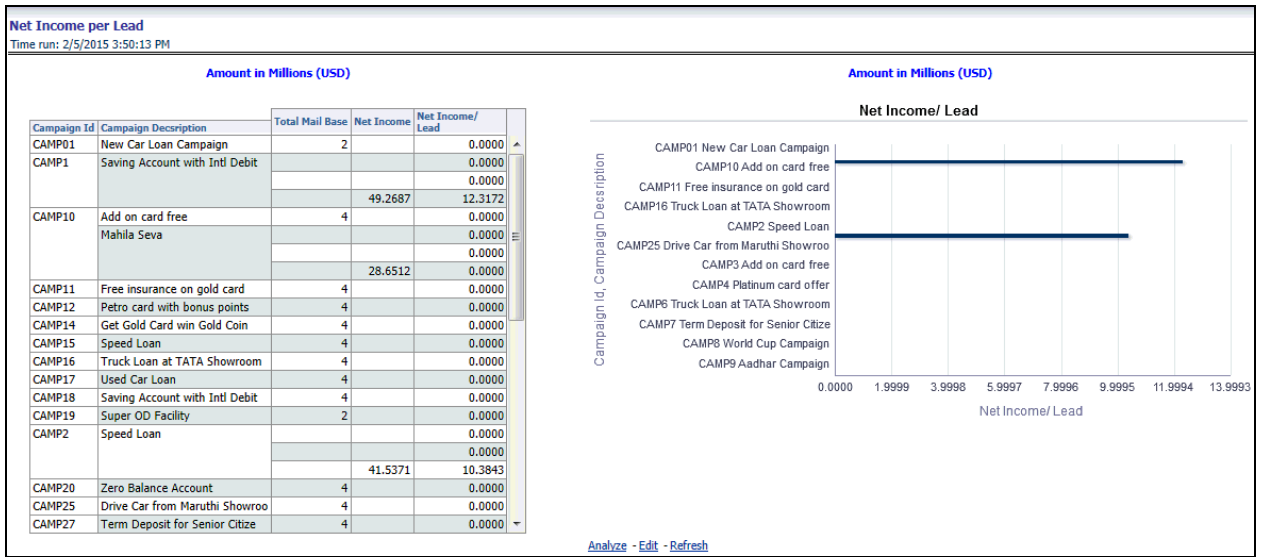 Net Income per Lead
Time run: 2/5/2015 3:50:13 PM
Amount in Millions (USD)
Campaign Id Campaign Decsription Total Mail Base Net Income Net Income/ Lead
CAMP01 New Car Loan Campaign 2 0.0000
CAMP1 Saving Account with Intl Debit 0.0000
0.0000
49.2687 12.3172
CAMP10 Add on card free 4 0.0000
Mahila Seva 0.0000
0.0000
28.6512 0.0000
CAMP11 Free insurance on gold card 4 0.0000
CAMP12 Petro card with bonus points 4 0.0000
CAMP14 Get Gold Card win Gold Coin 4 0.0000
CAMP15 Speed Loan 4 0.0000
CAMP16 Truck Loan at TATA Showroom 4 0.0000
CAMP17 Used Car Loan 4 0.0000
CAMP18 Saving Account with Intl Debit 4 0.0000
CAMP19 Super OD Facility 2 0.0000
CAMP2 Speed Loan 0.0000
0.0000
41.5371 10.3843
CAMP20 Zero Balance Account 4 0.0000
CAMP25 Drive Car from Maruthi Showroo 4 0.0000
CAMP27 Term Deposit for Senior Citize 4 0.0000
Amount in Millions (USD)
Net Income/ Lead
Campaign Id, Campaign Decsription
CAMP01 New Car Loan Campaign
CAMP10 Add on card free
CAMP11 Free insurance on gold card
CAMP16 Truck Loan at TATA Showroom
CAMP2 Speed Loan
CAMP25 Drive Car from Maruthi Showroo
CAMP3 Add on card free
CAMP4 Platinum card offer
CAMP6 Truck Loan at TATA Showroom
CAMP7 Term Deposit for Senior Citize
CAMP8 World Cup Campaign
CAMP9 Aadhar Campaign
0.0000 1.9999 3.9998 5.9997 7.9996 9.9995 11.9994 13.9993
Net Income/ Lead
Analyze - Edit - Refresh